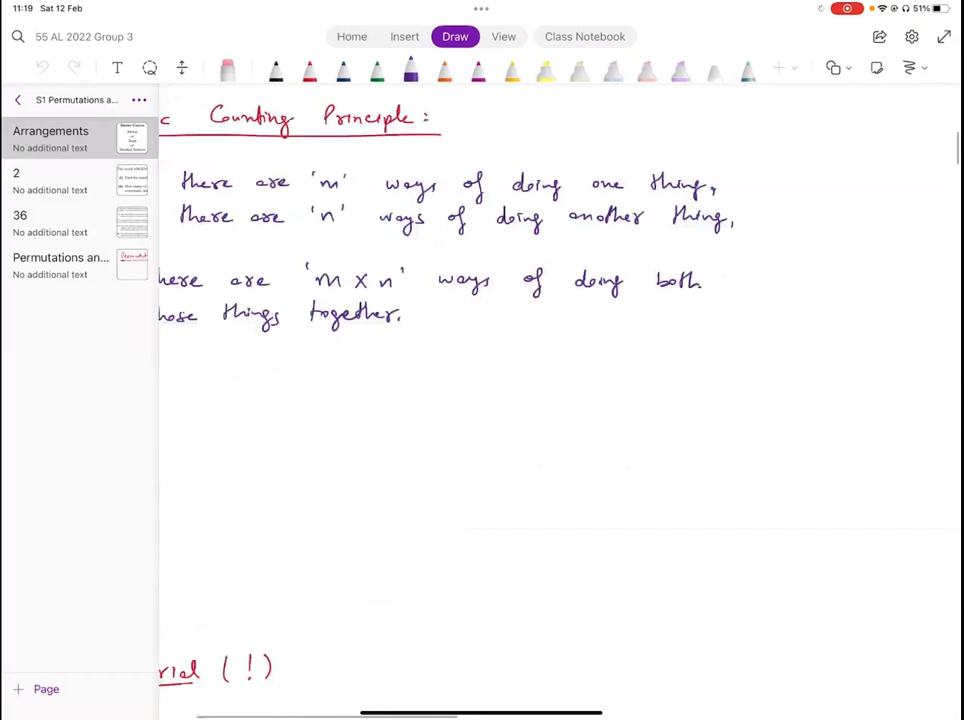 11:19 Sat 12 Feb
51%
55 AL 2022 Group 3
Home Insert Draw View Class Notebook
S1 Permutations a...
Arrangements
No additional text
2
No additional text
36
No additional text
Permutations an...
No additional text
Page
c Counting Principle:
there are 'm' ways of doing one thing,
there are 'n' ways of doing another thing,
here are 'm x n' ways of doing both
hose things together.
rial (!)